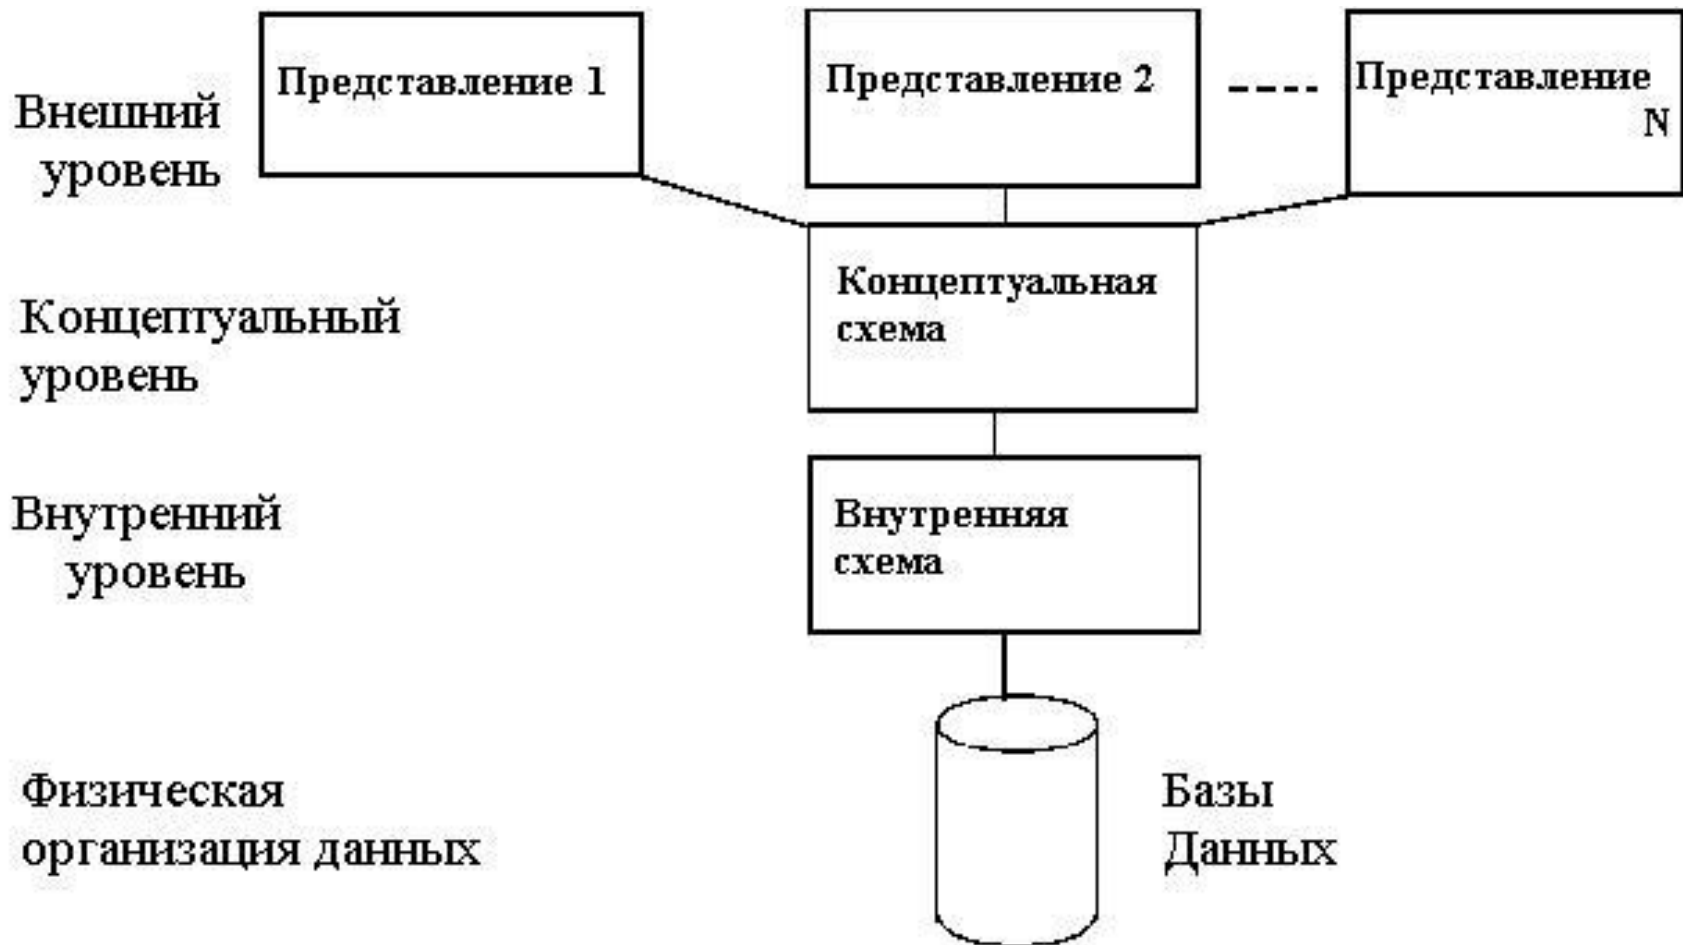 Представление 1
Представление 2
Представление
N
Внешний
уровень
Концептуальная
схема
Концептуальный
уровень
Внутренняя
схема
Внутренний
уровень
Физическая
организация данных
Базы
Данных